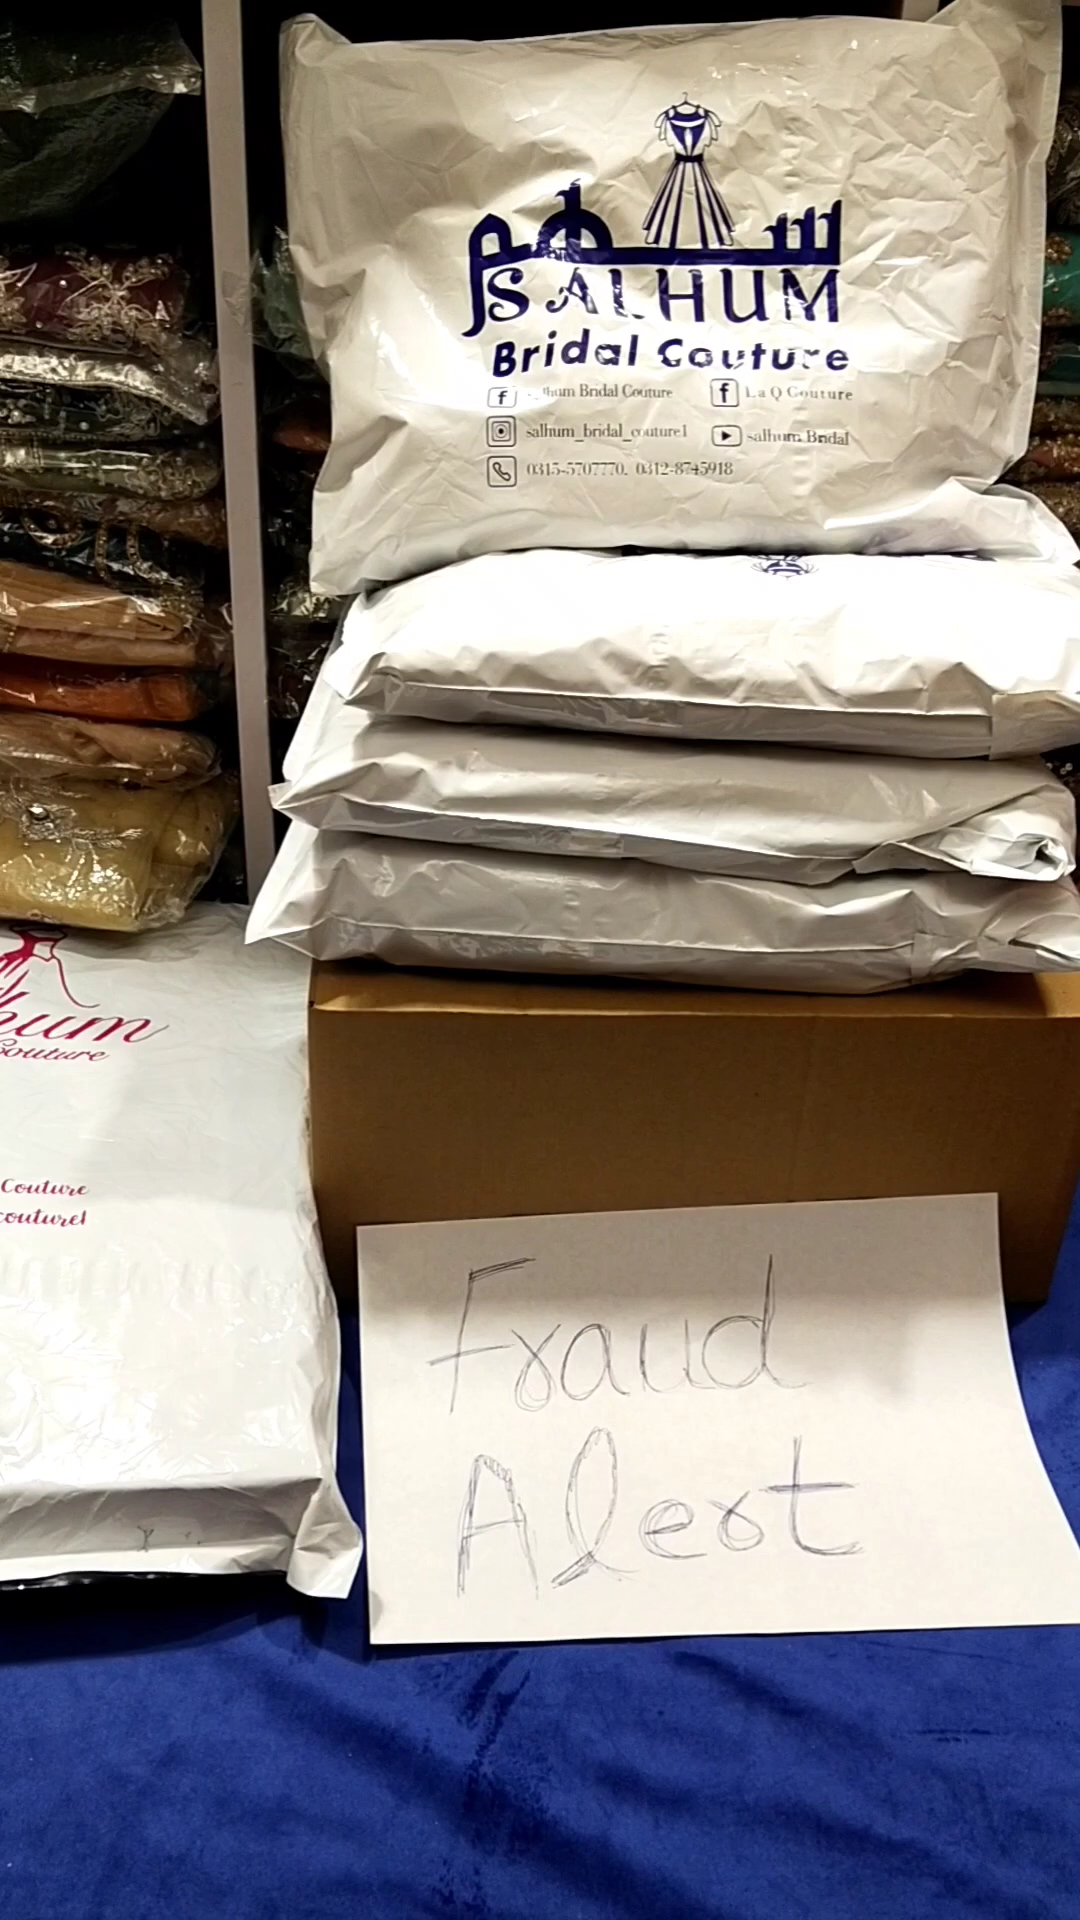 سلهم
SALHUM
Bridal Couture
salhum Bridal Couture La Q Couture
salhum_bridal_couture1 salhum Bridal
0315-5707770, 0312-8745918
hum
Couture
Couture
couture1
Fraud
Alert